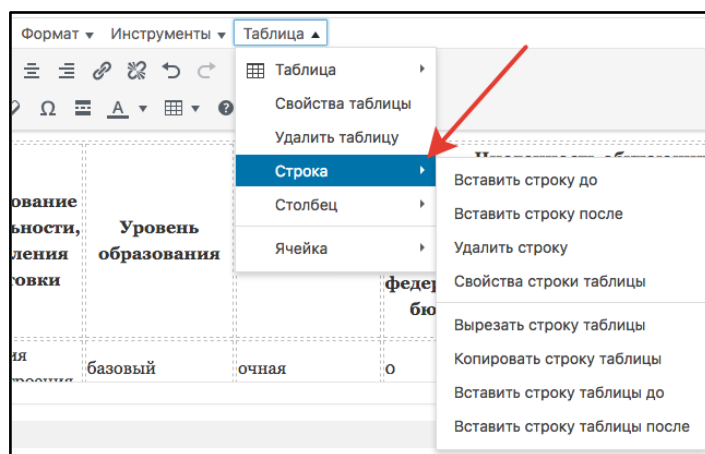 Формат Инструменты Таблица
Таблица
Свойства таблицы
Удалить таблицу
Строка
Столбец
Ячейка
Вставить строку до
Вставить строку после
Удалить строку
Свойства строки таблицы
Вырезать строку таблицы
Копировать строку таблицы
Вставить строку таблицы до
Вставить строку таблицы после
Уровень
образования
базовый очная